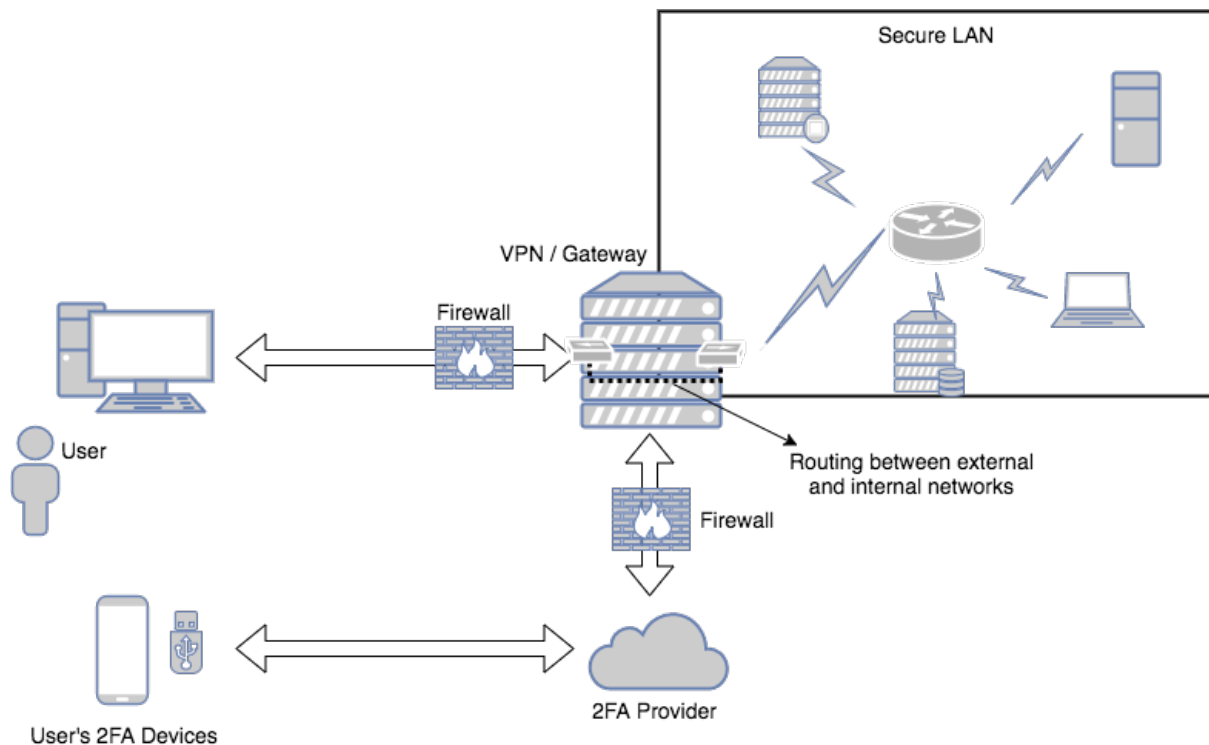 Secure LAN
VPN / Gateway
Firewall
User
Routing between external
and internal networks
Firewall
2FA Provider
User's 2FA Devices